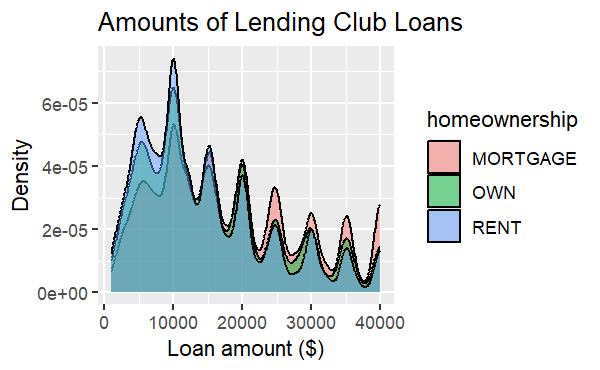 Amounts of Lending Club Loans
Density
6e-05
4e-05
2e-05
0e+00
0 10000 20000 30000 40000
Loan amount ($)
homeownership
MORTGAGE
OWN
RENT